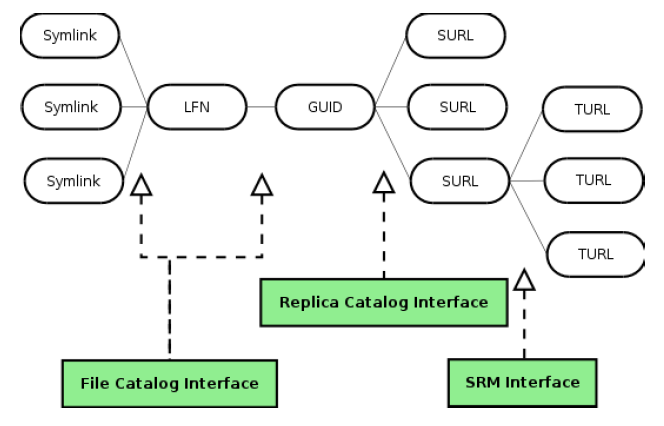 Symlink
SURL
Symlink
LFN
GUID
SURL
TURL
Symlink
SURL
TURL
TURL
Replica Catalog Interface
File Catalog Interface
SRM Interface